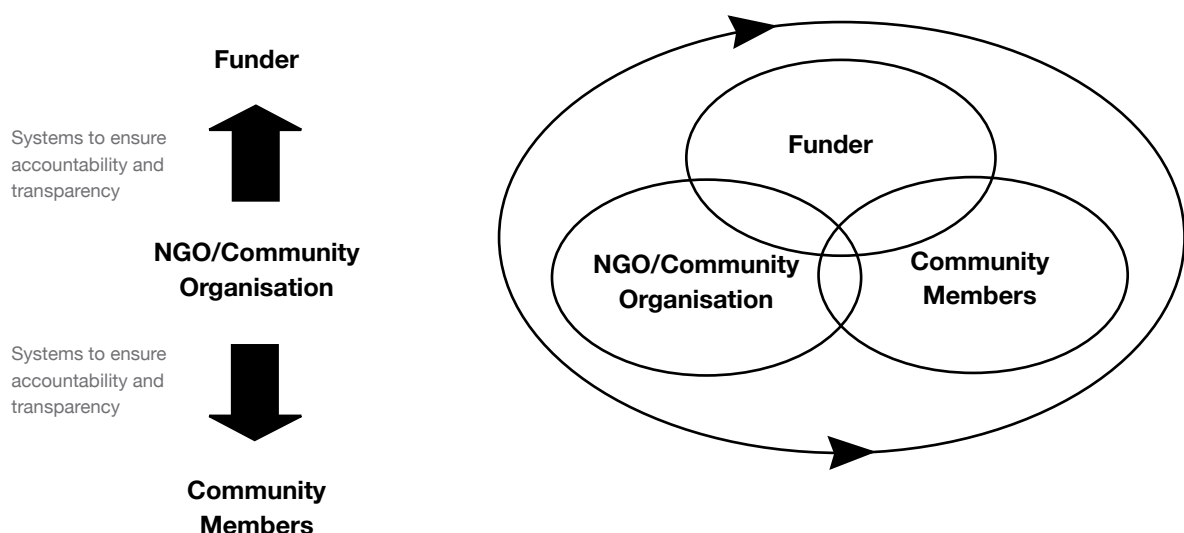 Funder
Systems to ensure
accountability and
transparency
NGO/Community
Organisation
Systems to ensure
accountability and
transparency
Community
Members
Funder
NGO/Community
Organisation
Community
Members